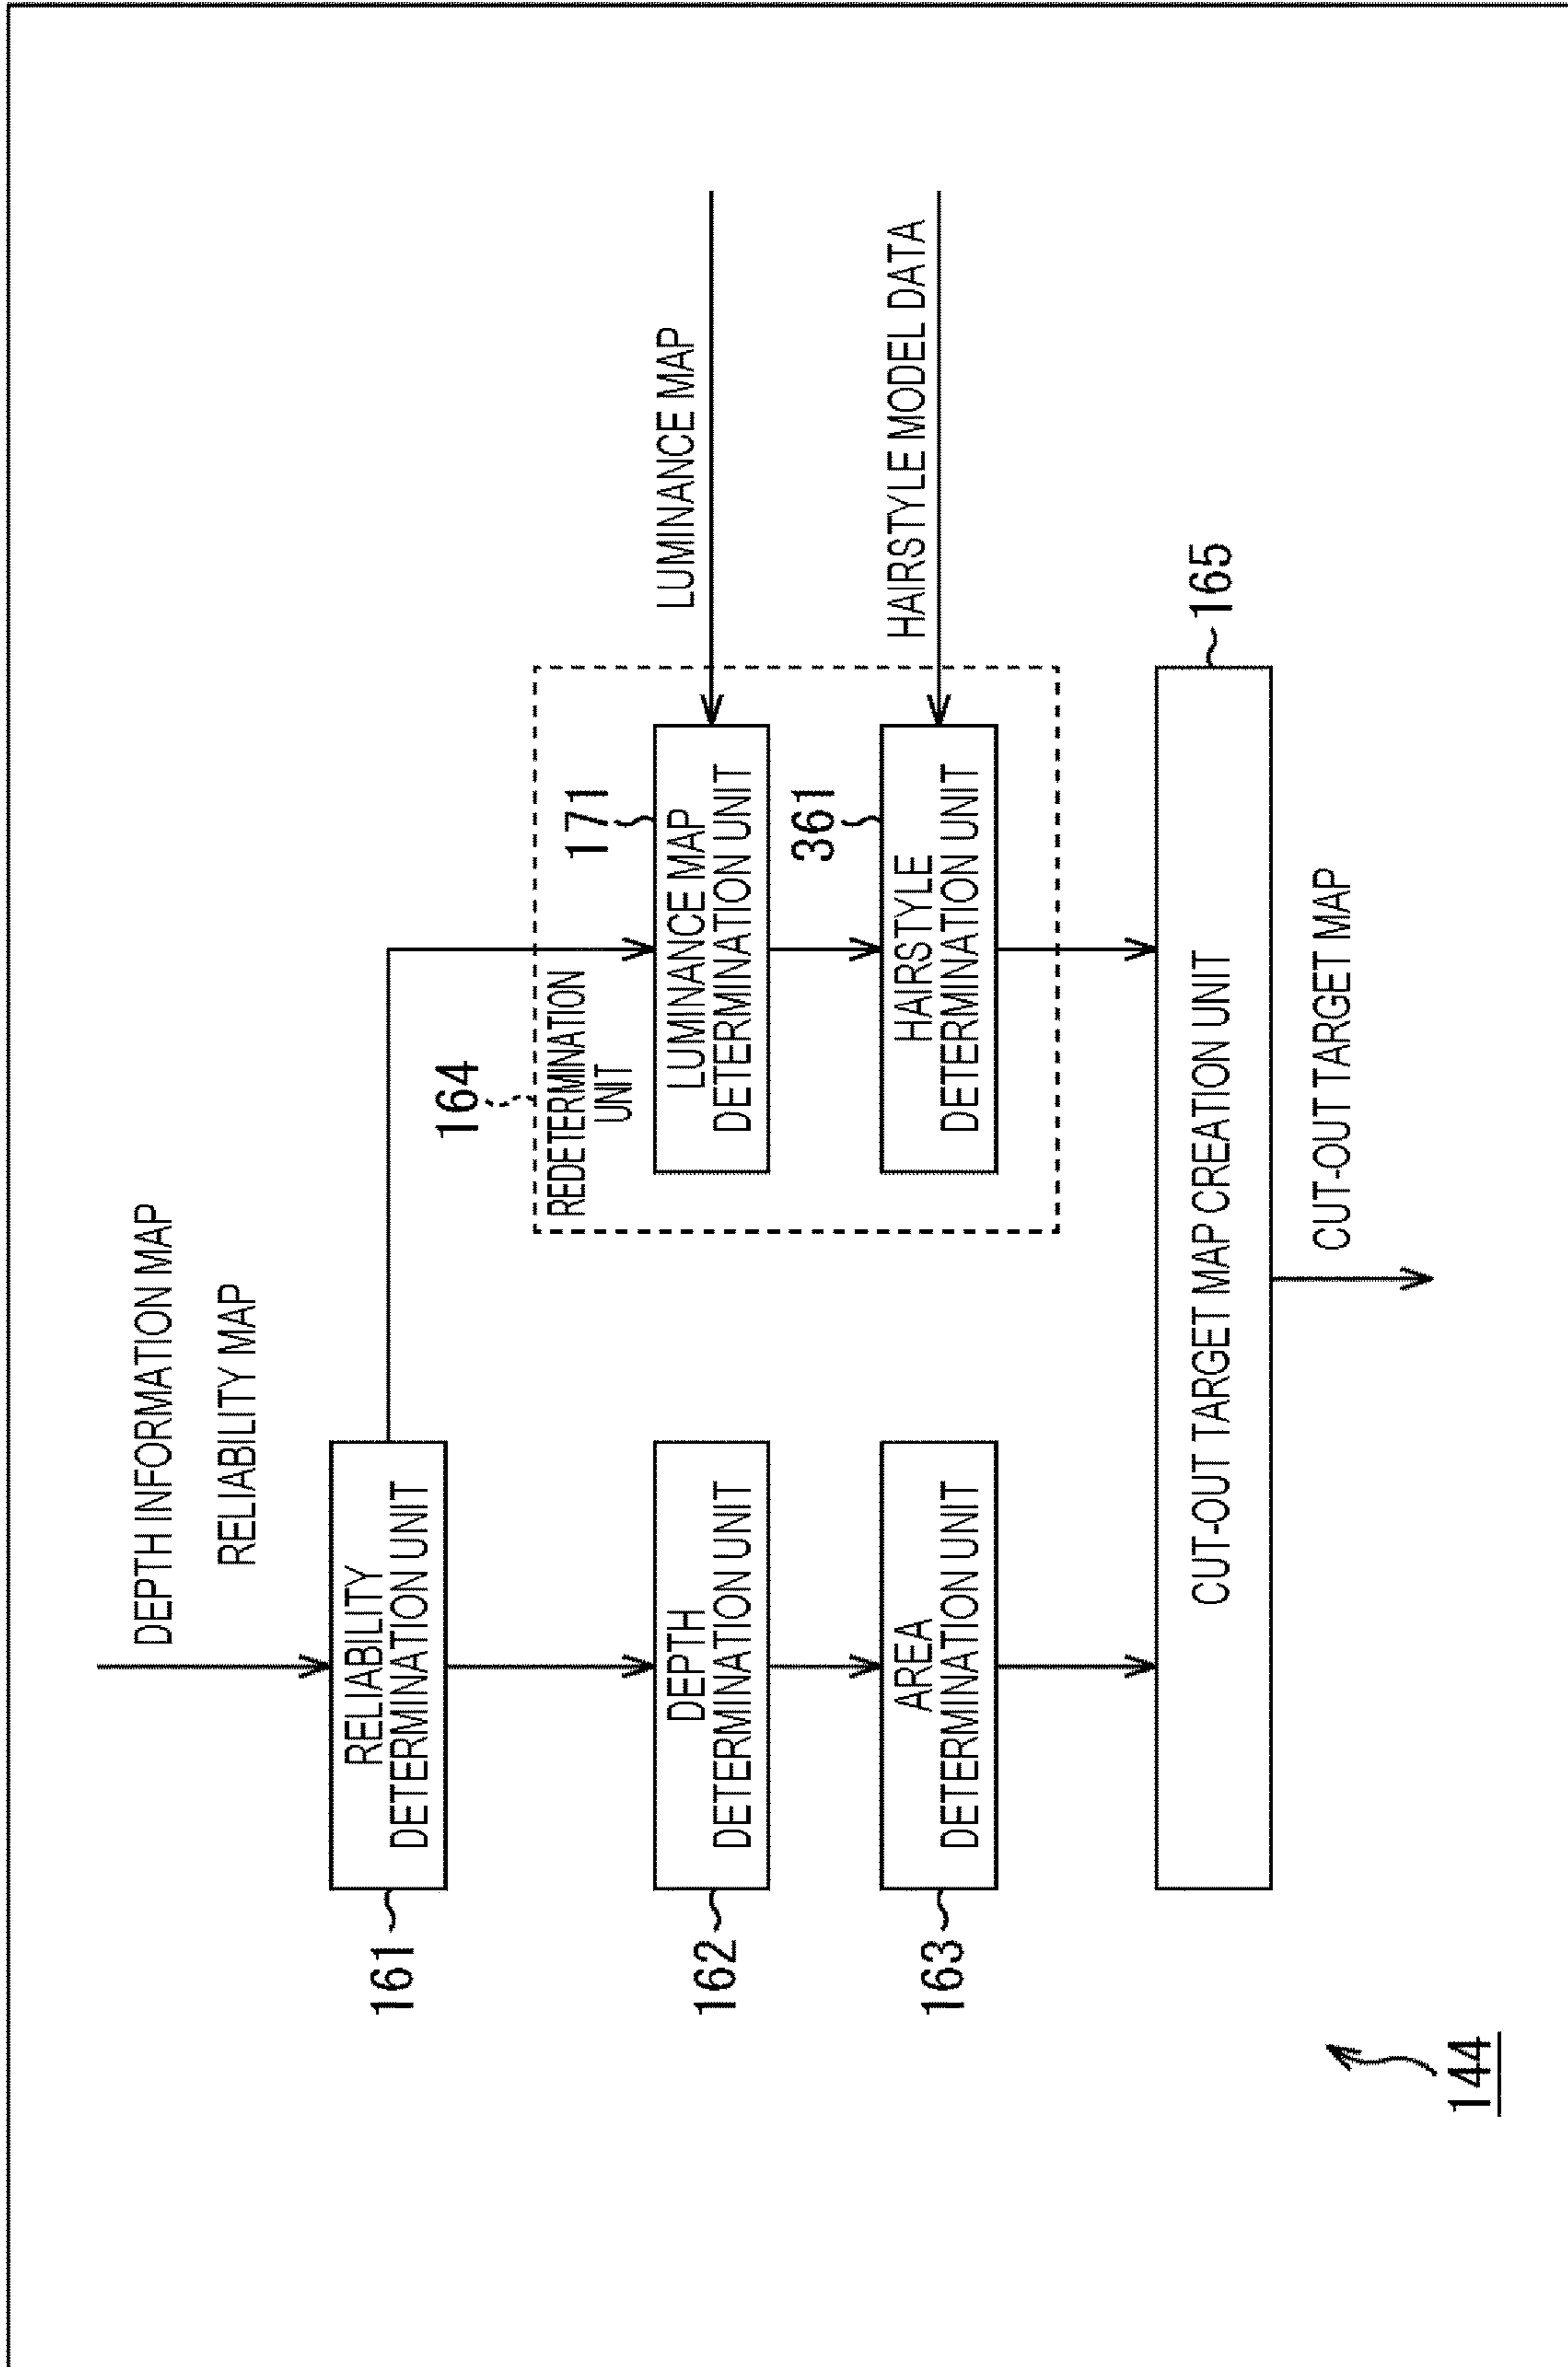 DEPTH INFORMATION MAP
RELIABILITY MAP
161
RELIABILITY
DETERMINATION UNIT
164
REDETERMINATION
UNIT
162
DEPTH
DETERMINATION UNIT
171
LUMINANCE MAP
DETERMINATION UNIT
LUMINANCE MAP
163
AREA
DETERMINATION UNIT
361
HAIRSTYLE
DETERMINATION UNIT
HAIRSTYLE MODEL DATA
165
CUT-OUT TARGET MAP CREATION UNIT
CUT-OUT TARGET MAP
144